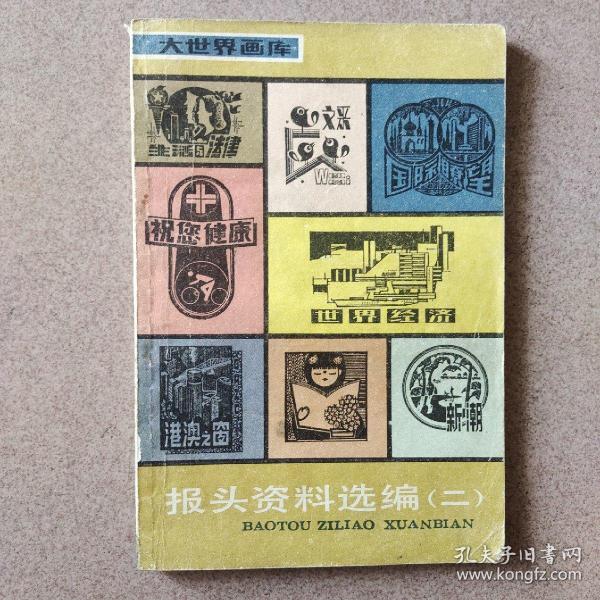 大世界画库
生活与法律
文采
Wencai
国际瞭望
祝您健康
世界经济
港澳之窗
新潮
报头资料选编(二)
BAOTOU ZILIAO XUANBIAN
孔夫子旧书网
www.kongfz.com